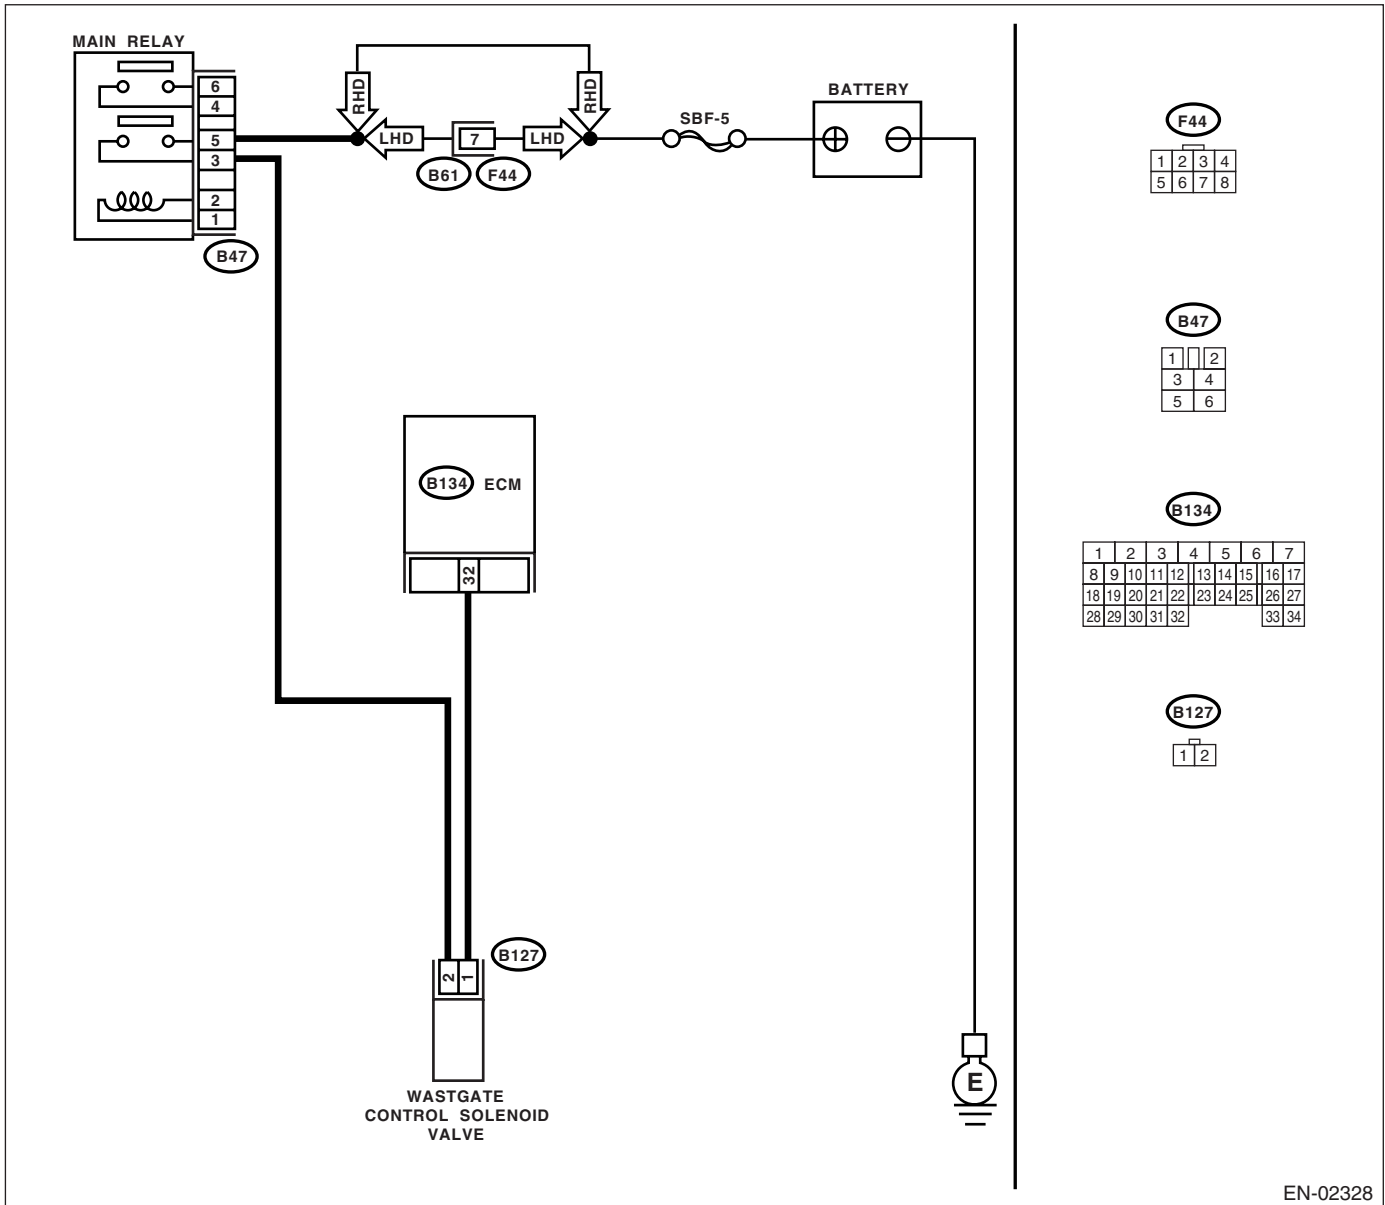 MAIN RELAY
6
4
5
3
2
1
B47
RHD
RHD
LHD
7
LHD
B61
F44
SBF-5
BATTERY
B134 ECM
32
B127
2 1
WASTGATE
CONTROL SOLENOID
VALVE
E
F44
1 2 3 4
5 6 7 8
B47
1 2
3 4
5 6
B134
1 2 3 4 5 6 7
8 9 10 11 12 13 14 15 16 17
18 19 20 21 22 23 24 25 26 27
28 29 30 31 32 33 34
B127
1 2
EN-02328